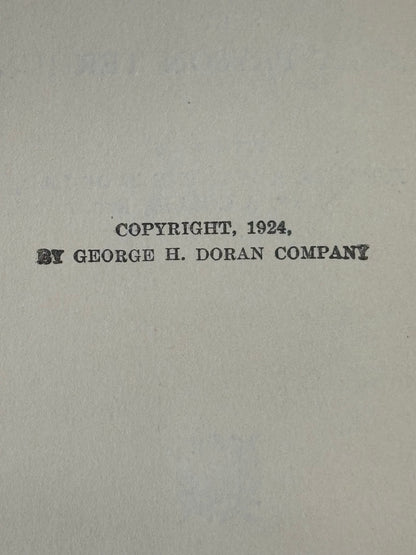 COPYRIGHT, 1924,
BY GEORGE H. DORAN COMPANY